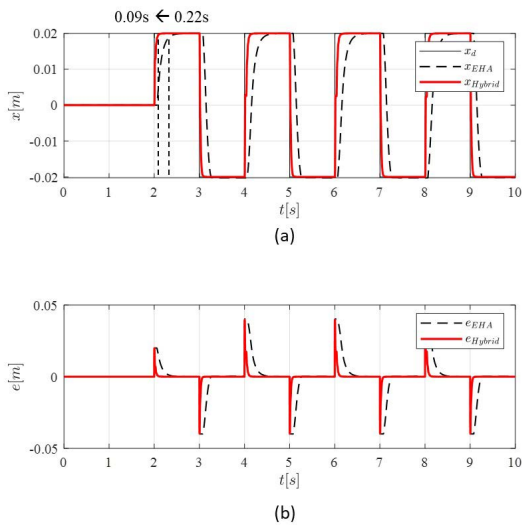 0.09s ← 0.22s
0.02
0.01
0
-0.01
-0.02
x[m]
x_d
x_EHA
x_Hybrid
0 1 2 3 4 5 6 7 8 9 10
t[s]
(a)
0.05
0
-0.05
e[m]
e_EHA
e_Hybrid
0 1 2 3 4 5 6 7 8 9 10
t[s]
(b)